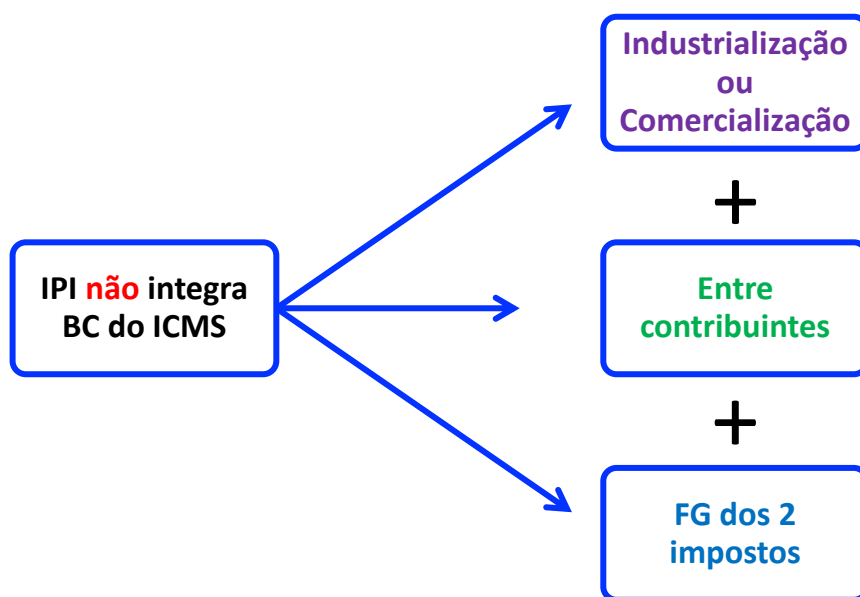 Industrialização
ou
Comercialização
+
IPI não integra
BC do ICMS
Entre
contribuintes
+
FG dos 2
impostos